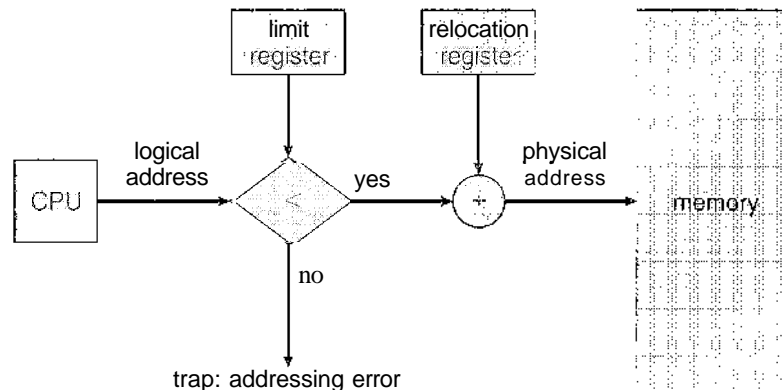 limit
register
relocation
registe
logical
address
yes
physical
address
CPU
<
+
memory
no
trap: addressing error